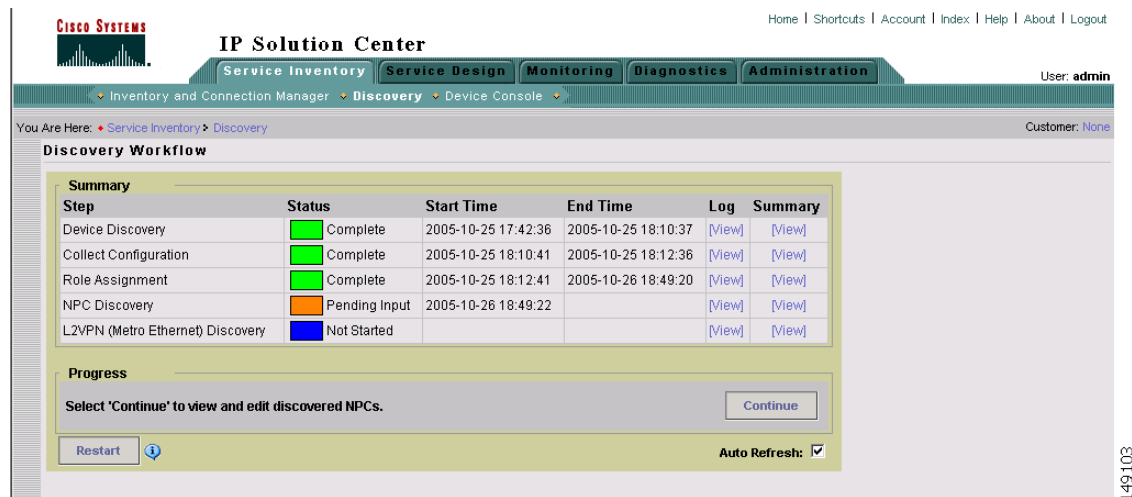 Home | Shortcuts | Account | Index | Help | About | Logout
CISCO SYSTEMS
IP Solution Center
Service Inventory Service Design Monitoring Diagnostics Administration
User: admin
Inventory and Connection Manager Discovery Device Console
You Are Here: Service Inventory Discovery
Customer: None
Discovery Workflow
Summary
Step Status Start Time End Time Log Summary
Device Discovery Complete 2005-10-25 17:42:36 2005-10-25 18:10:37 [View] [View]
Collect Configuration Complete 2005-10-25 18:10:41 2005-10-25 18:12:36 [View] [View]
Role Assignment Complete 2005-10-25 18:12:41 2005-10-26 18:49:20 [View] [View]
NPC Discovery Pending Input 2005-10-26 18:49:22 [View] [View]
L2VPN (Metro Ethernet) Discovery Not Started [View] [View]
Progress
Select 'Continue' to view and edit discovered NPCs.
Continue
Restart
Auto Refresh:
149103